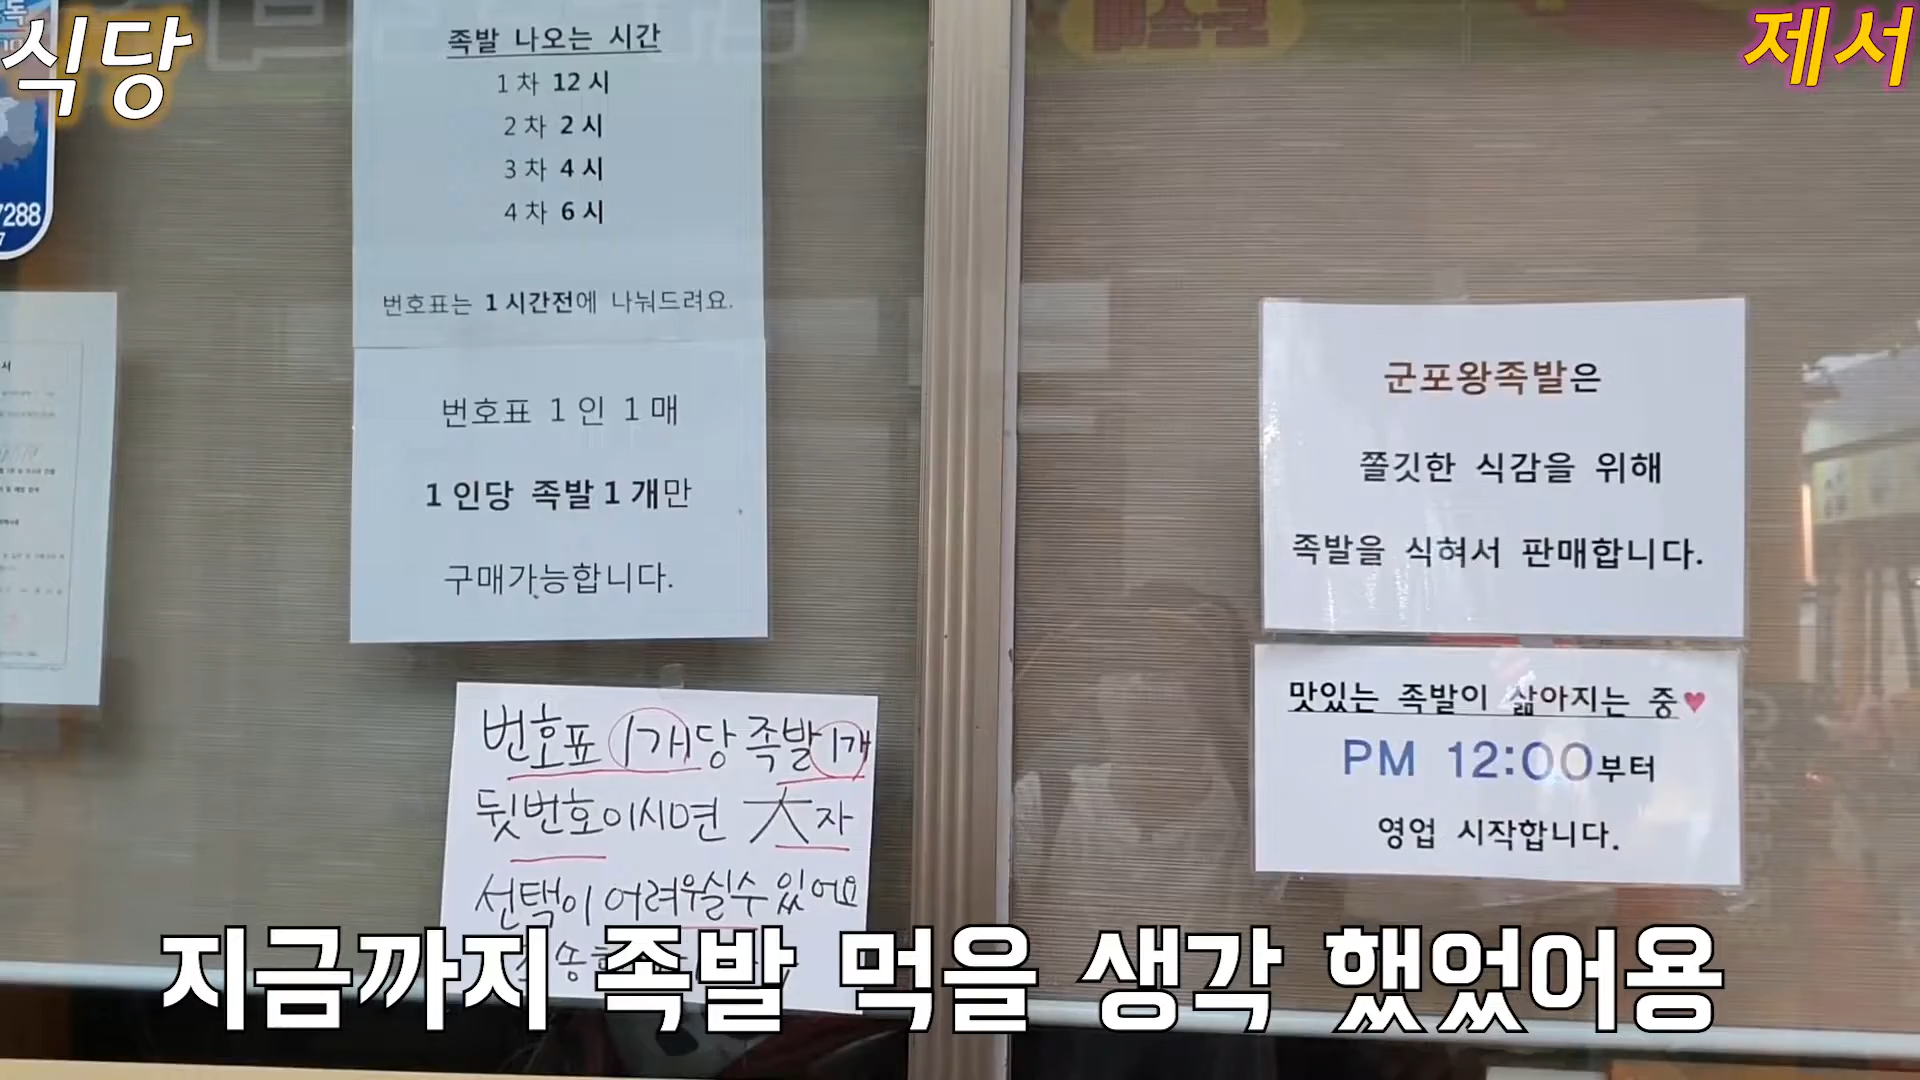 식당
제서
족발 나오는 시간
1차 12시
2차 2시
3차 4시
4차 6시
번호표는 1시간전에 나눠드려요.
번호표 1인 1매
1인당 족발 1개만
구매가능합니다.
번호표 1개당 족발 1개
뒷번호이시면 大자
선택이 어려우실수 있어요
군포왕족발은
쫄깃한 식감을 위해
족발을 식혀서 판매합니다.
맛있는 족발이 삶아지는 중♥
PM 12:00부터
영업 시작합니다.
7288
지금까지 족발 먹을 생각 했었어용